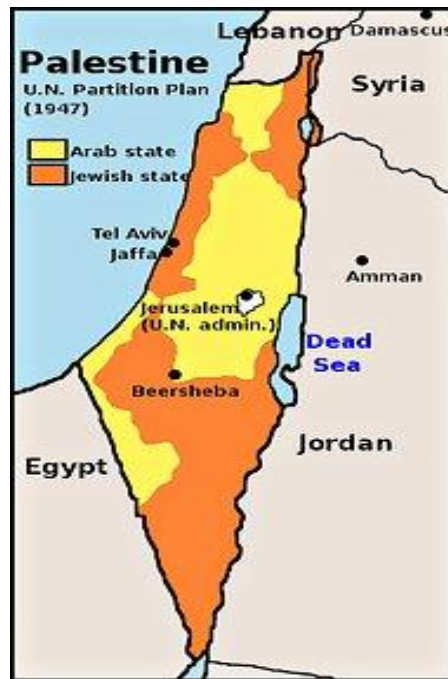 Lebanon
Damascus
Palestine
U.N. Partition Plan
(1947)
Syria
Arab state
Jewish state
Tel Aviv
Jaffa
Amman
Jerusalem
(U.N. admin.)
Dead
Sea
Beersheba
Egypt
Jordan